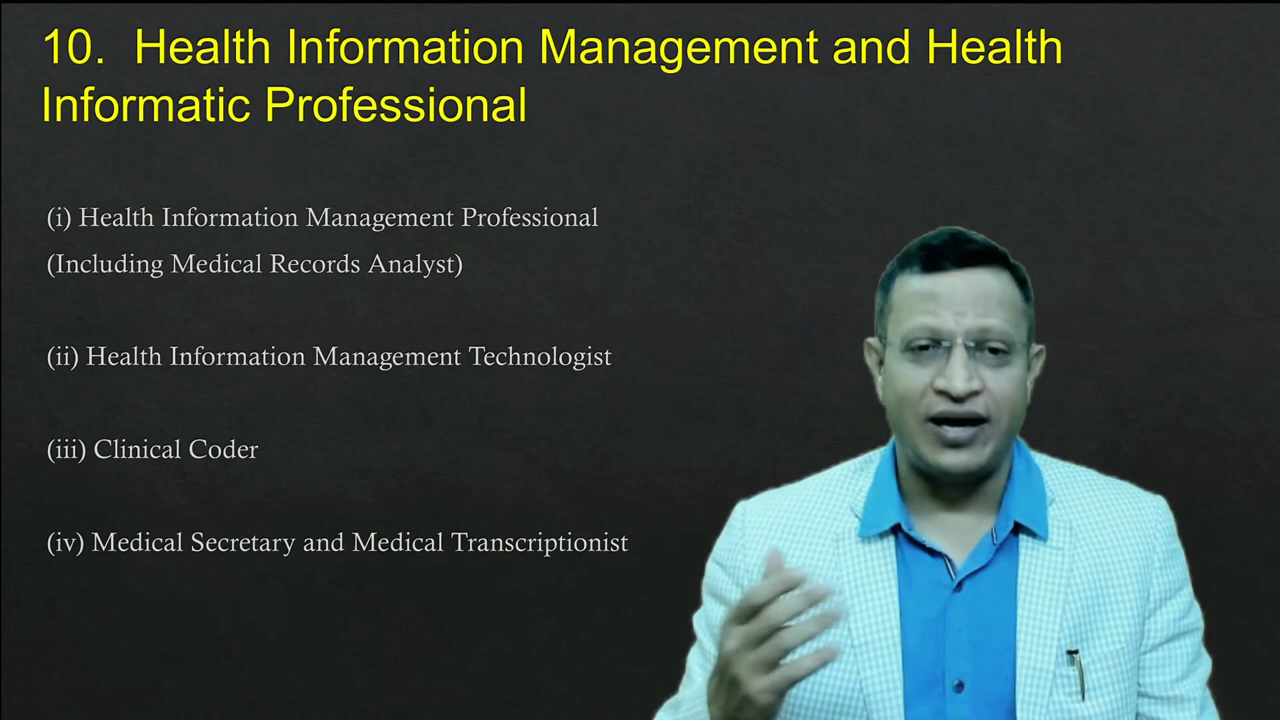 10. Health Information Management and Health
Informatic Professional
(i) Health Information Management Professional
(Including Medical Records Analyst)
(ii) Health Information Management Technologist
(iii) Clinical Coder
(iv) Medical Secretary and Medical Transcriptionist